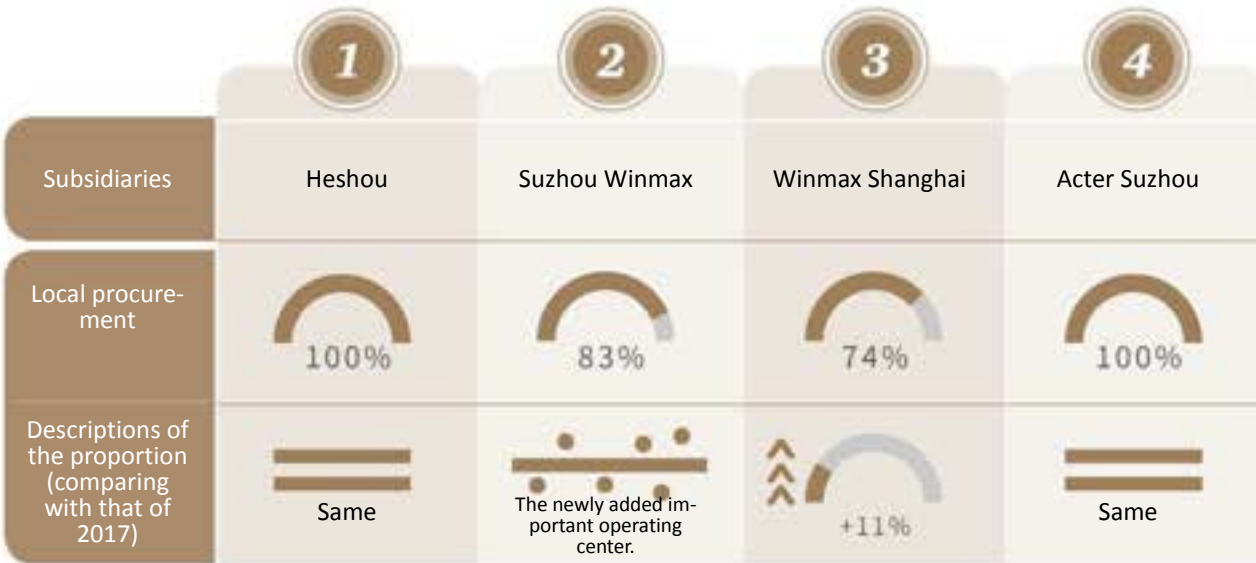 1 2 3 4
Subsidiaries Heshou Suzhou Winmax Winmax Shanghai Acter Suzhou
Local procure-
ment
100% 83% 74% 100%
Descriptions of
the proportion
(comparing
with that of
2017)
Same
The newly added im-
portant operating
center.
+11%
Same